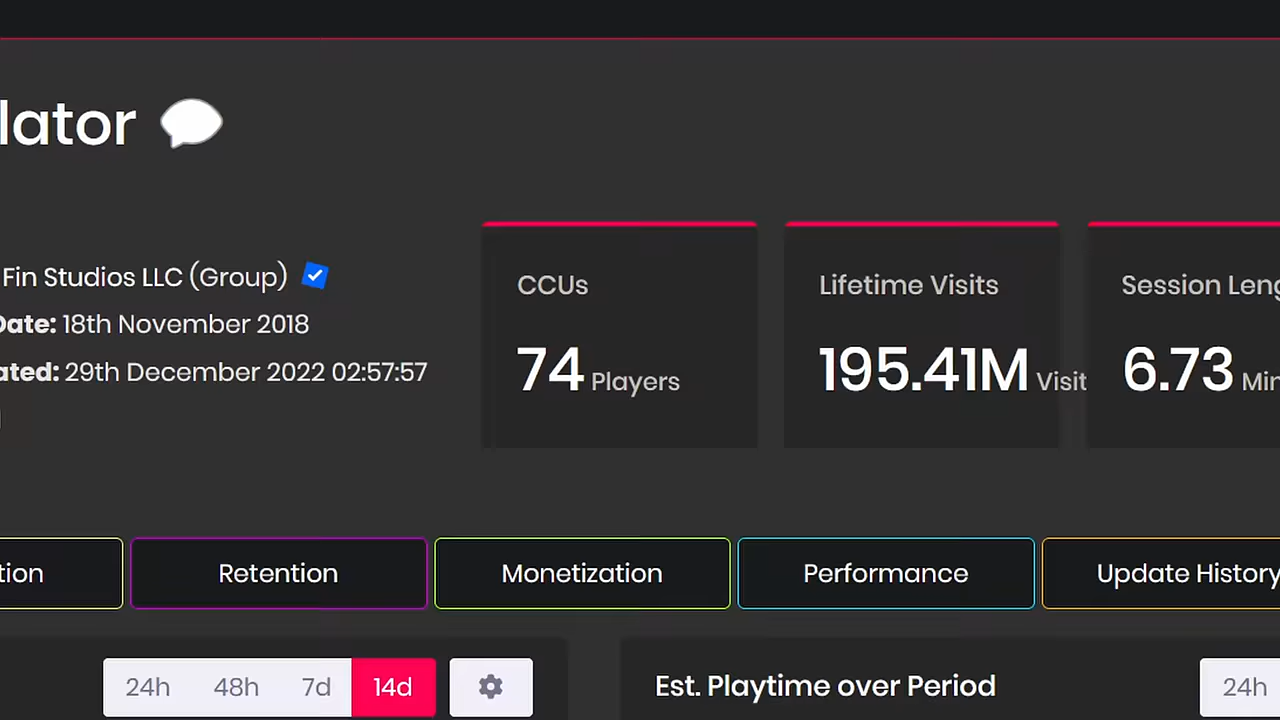 lator
Fin Studios LLC (Group)
Date: 18th November 2018
ated: 29th December 2022 02:57:57
CCUs
74 Players
Lifetime Visits
195.41M Visit
Session Leng
6.73 Min
tion
Retention
Monetization
Performance
Update History
24h 48h 7d 14d
Est. Playtime over Period
24h